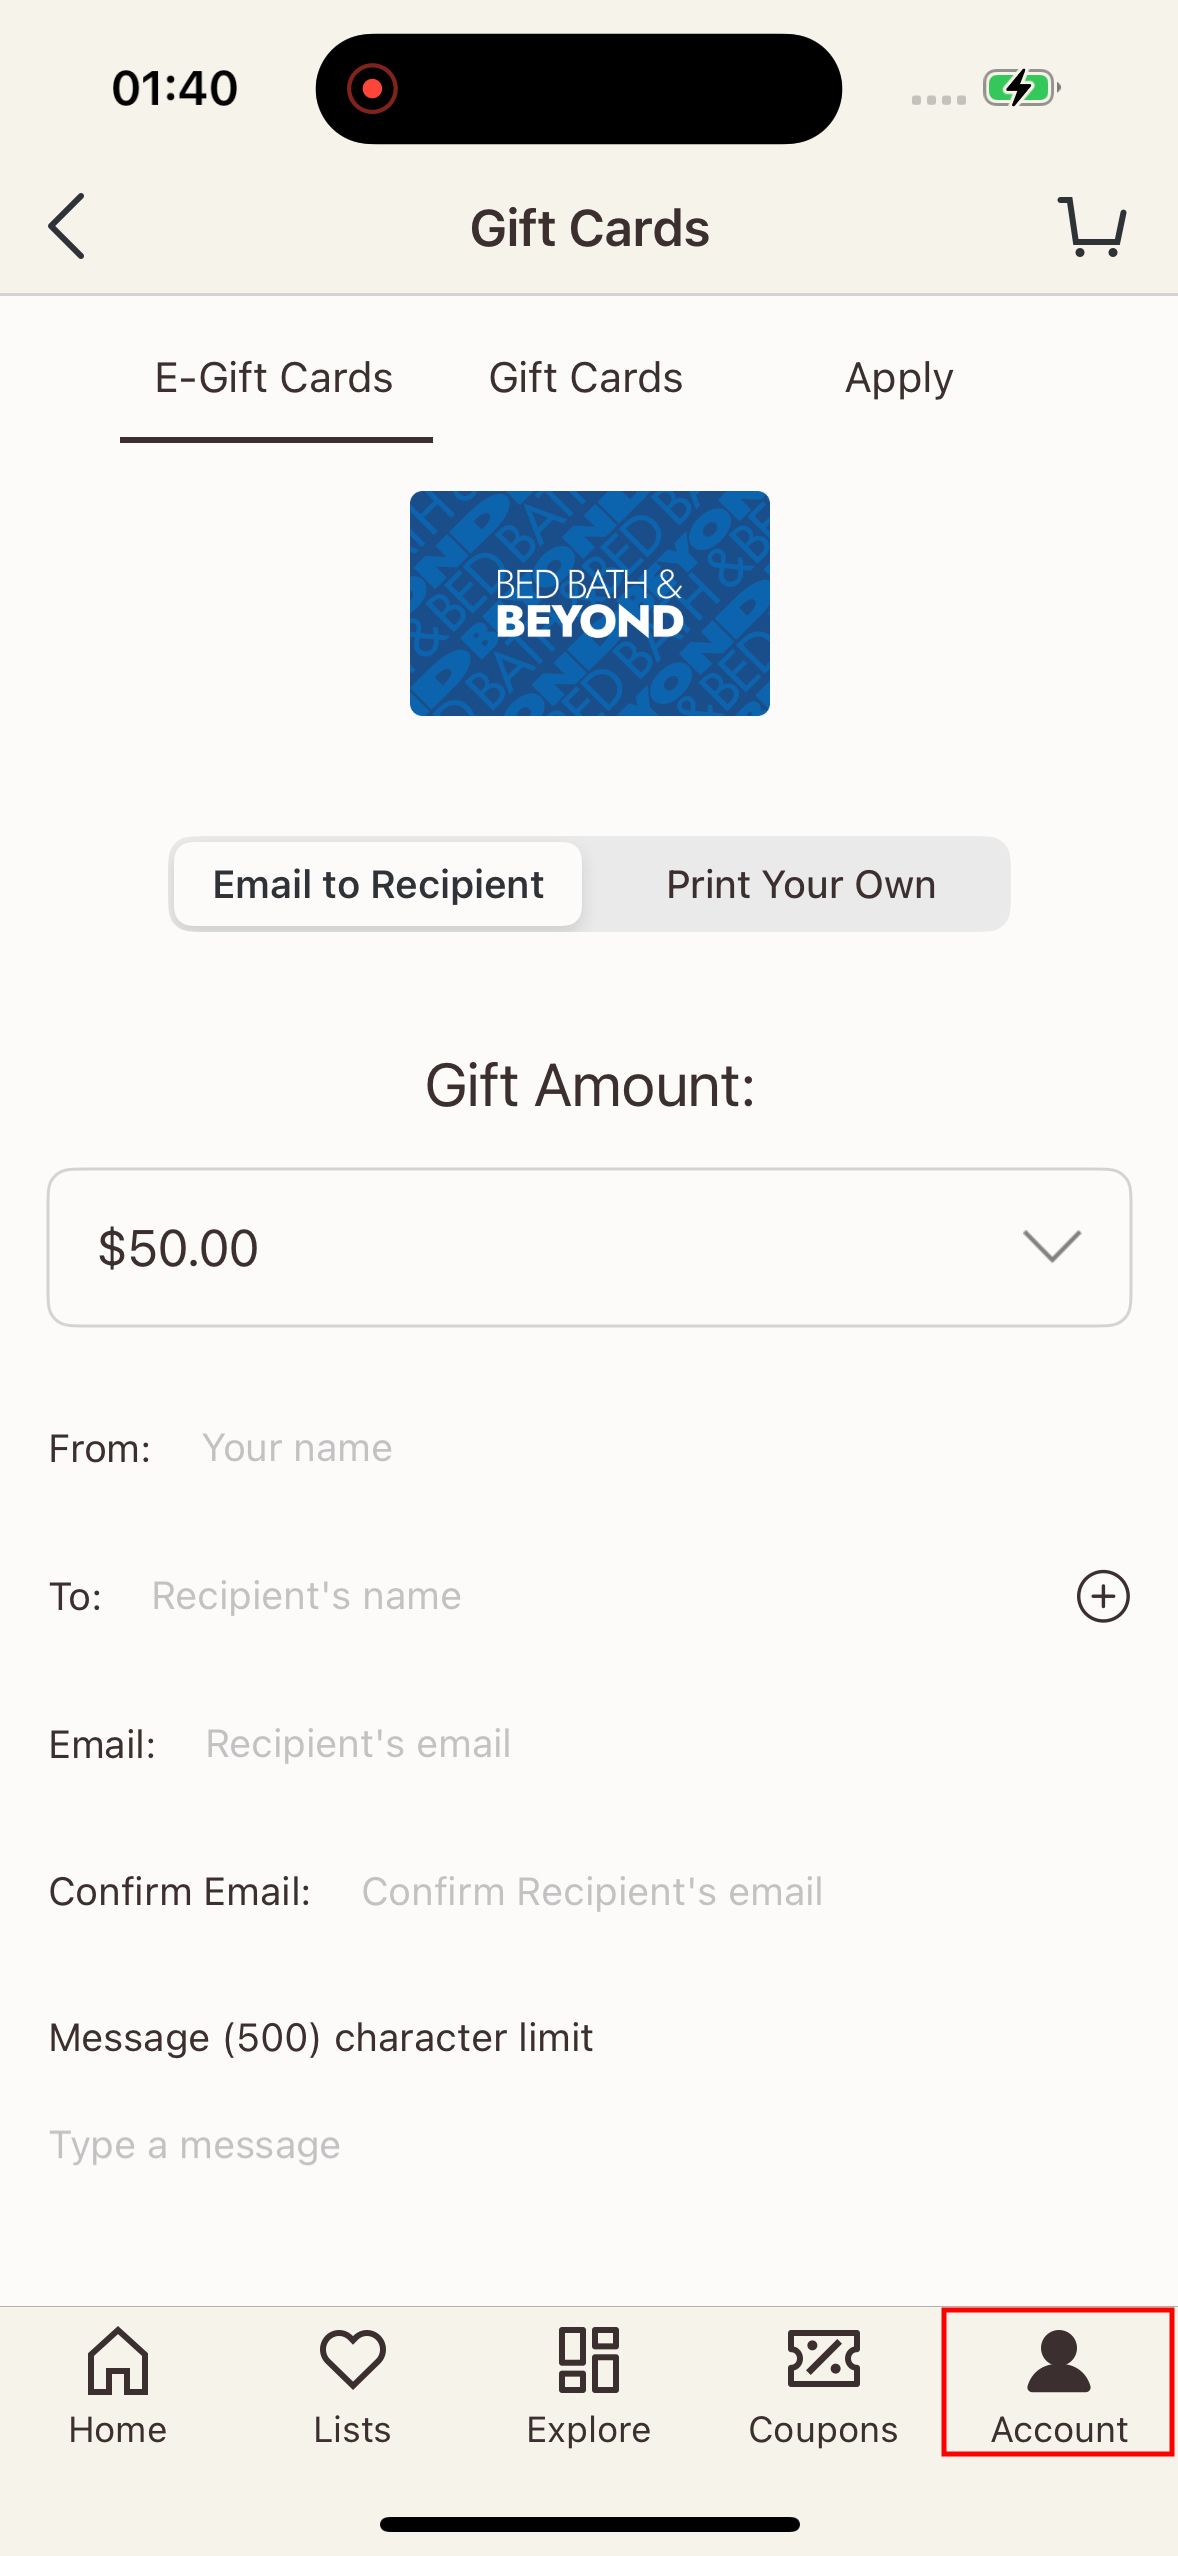 01:40
Gift Cards
E-Gift Cards
Gift Cards
Apply
BED BATH &
BEYOND
Email to Recipient
Print Your Own
Gift Amount:
$50.00
From: Your name
To: Recipient's name
Email: Recipient's email
Confirm Email: Confirm Recipient's email
Message (500) character limit
Type a message
Home
Lists
Explore
Coupons
Account